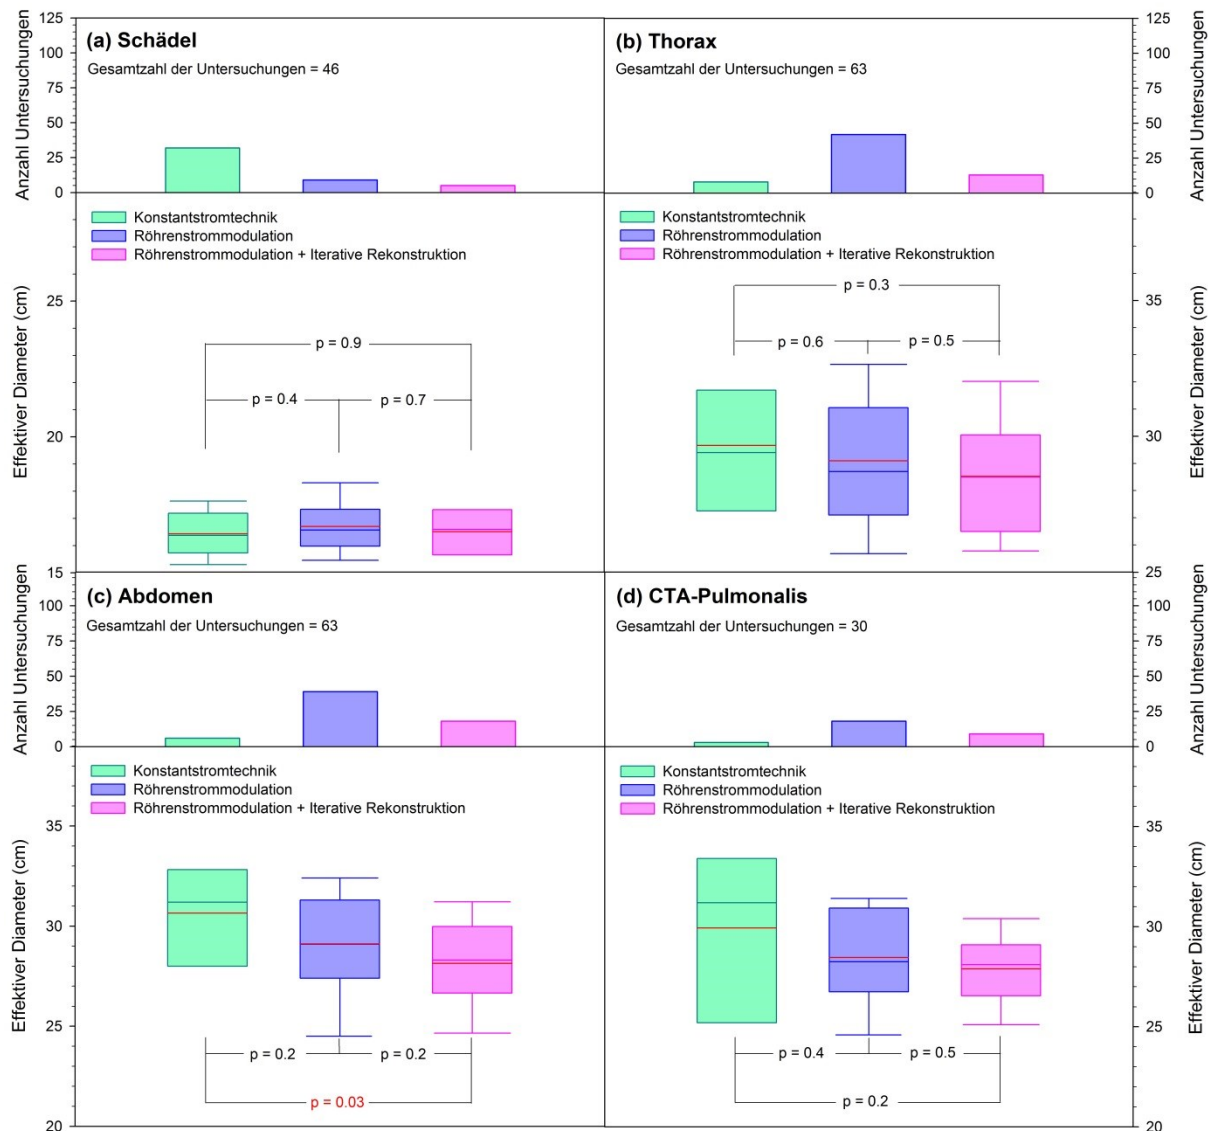 (a) Schädel
Gesamtzahl der Untersuchungen = 46
Anzahl Untersuchungen
125
100
75
50
25
0
(b) Thorax
Gesamtzahl der Untersuchungen = 63
125
100
75
50
25
0
Anzahl Untersuchungen
Konstantstromtechnik
Röhrenstrommodulation
Röhrenstrommodulation + Iterative Rekonstruktion
Effektiver Diameter (cm)
25
20
15
p = 0.9
p = 0.4
p = 0.7
Konstantstromtechnik
Röhrenstrommodulation
Röhrenstrommodulation + Iterative Rekonstruktion
p = 0.3
p = 0.6
p = 0.5
35
30
25
Effektiver Diameter (cm)
(c) Abdomen
Gesamtzahl der Untersuchungen = 63
Anzahl Untersuchungen
100
75
50
25
0
(d) CTA-Pulmonalis
Gesamtzahl der Untersuchungen = 30
100
75
50
25
0
Anzahl Untersuchungen
Konstantstromtechnik
Röhrenstrommodulation
Röhrenstrommodulation + Iterative Rekonstruktion
Effektiver Diameter (cm)
35
30
25
20
p = 0.2
p = 0.2
p = 0.03
Konstantstromtechnik
Röhrenstrommodulation
Röhrenstrommodulation + Iterative Rekonstruktion
p = 0.4
p = 0.5
p = 0.2
35
30
25
20
Effektiver Diameter (cm)